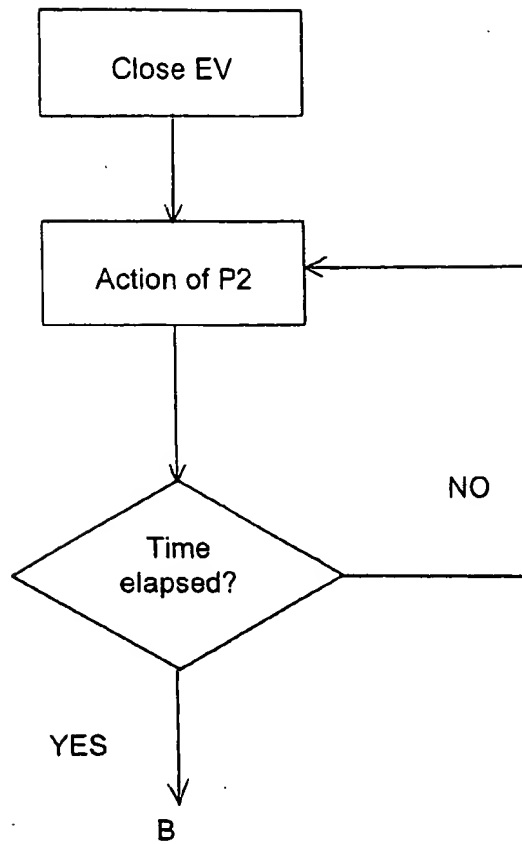 Close EV
Action of P2
NO
Time
elapsed?
YES
B